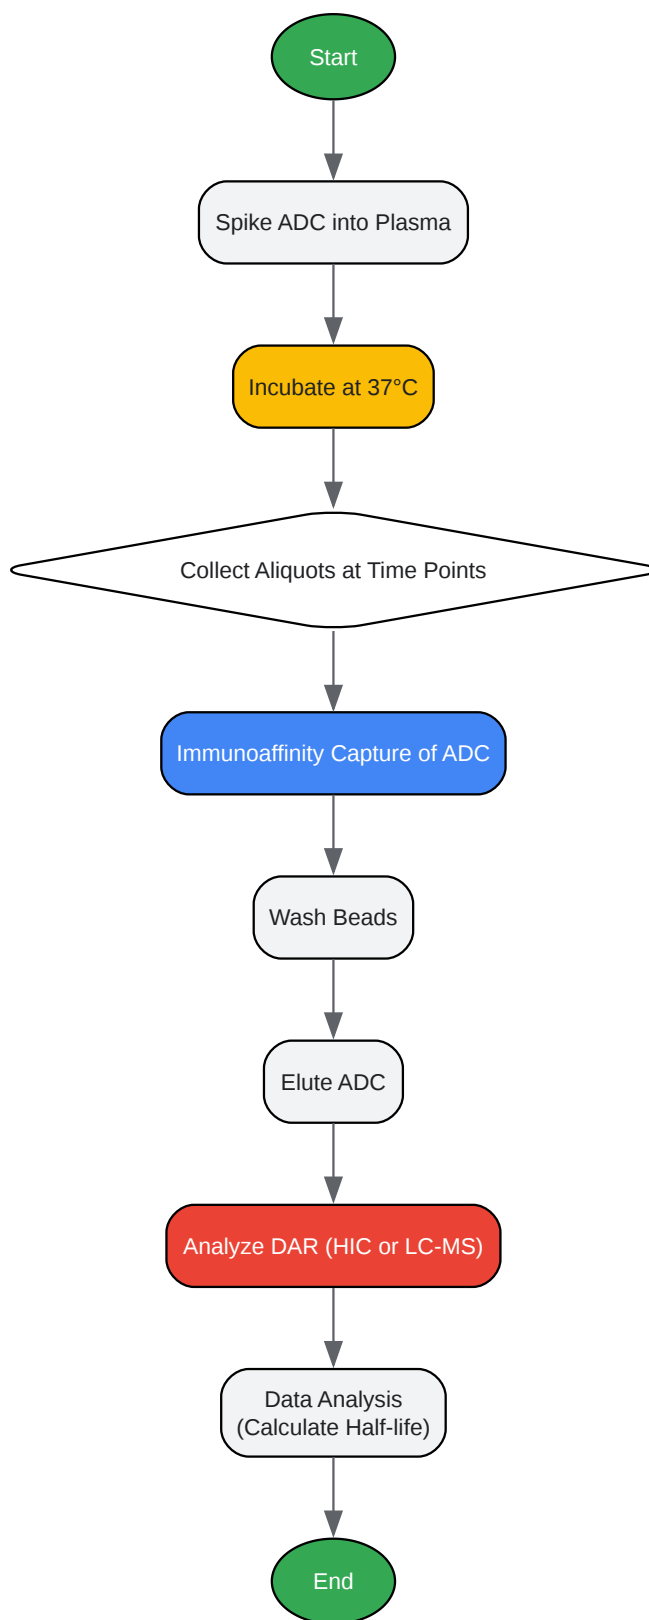 Start
Spike ADC into Plasma
Incubate at 37°C
Collect Aliquots at Time Points
Immunoaffinity Capture of ADC
Wash Beads
Elute ADC
Analyze DAR (HIC or LC-MS)
Data Analysis
(Calculate Half-life)
End